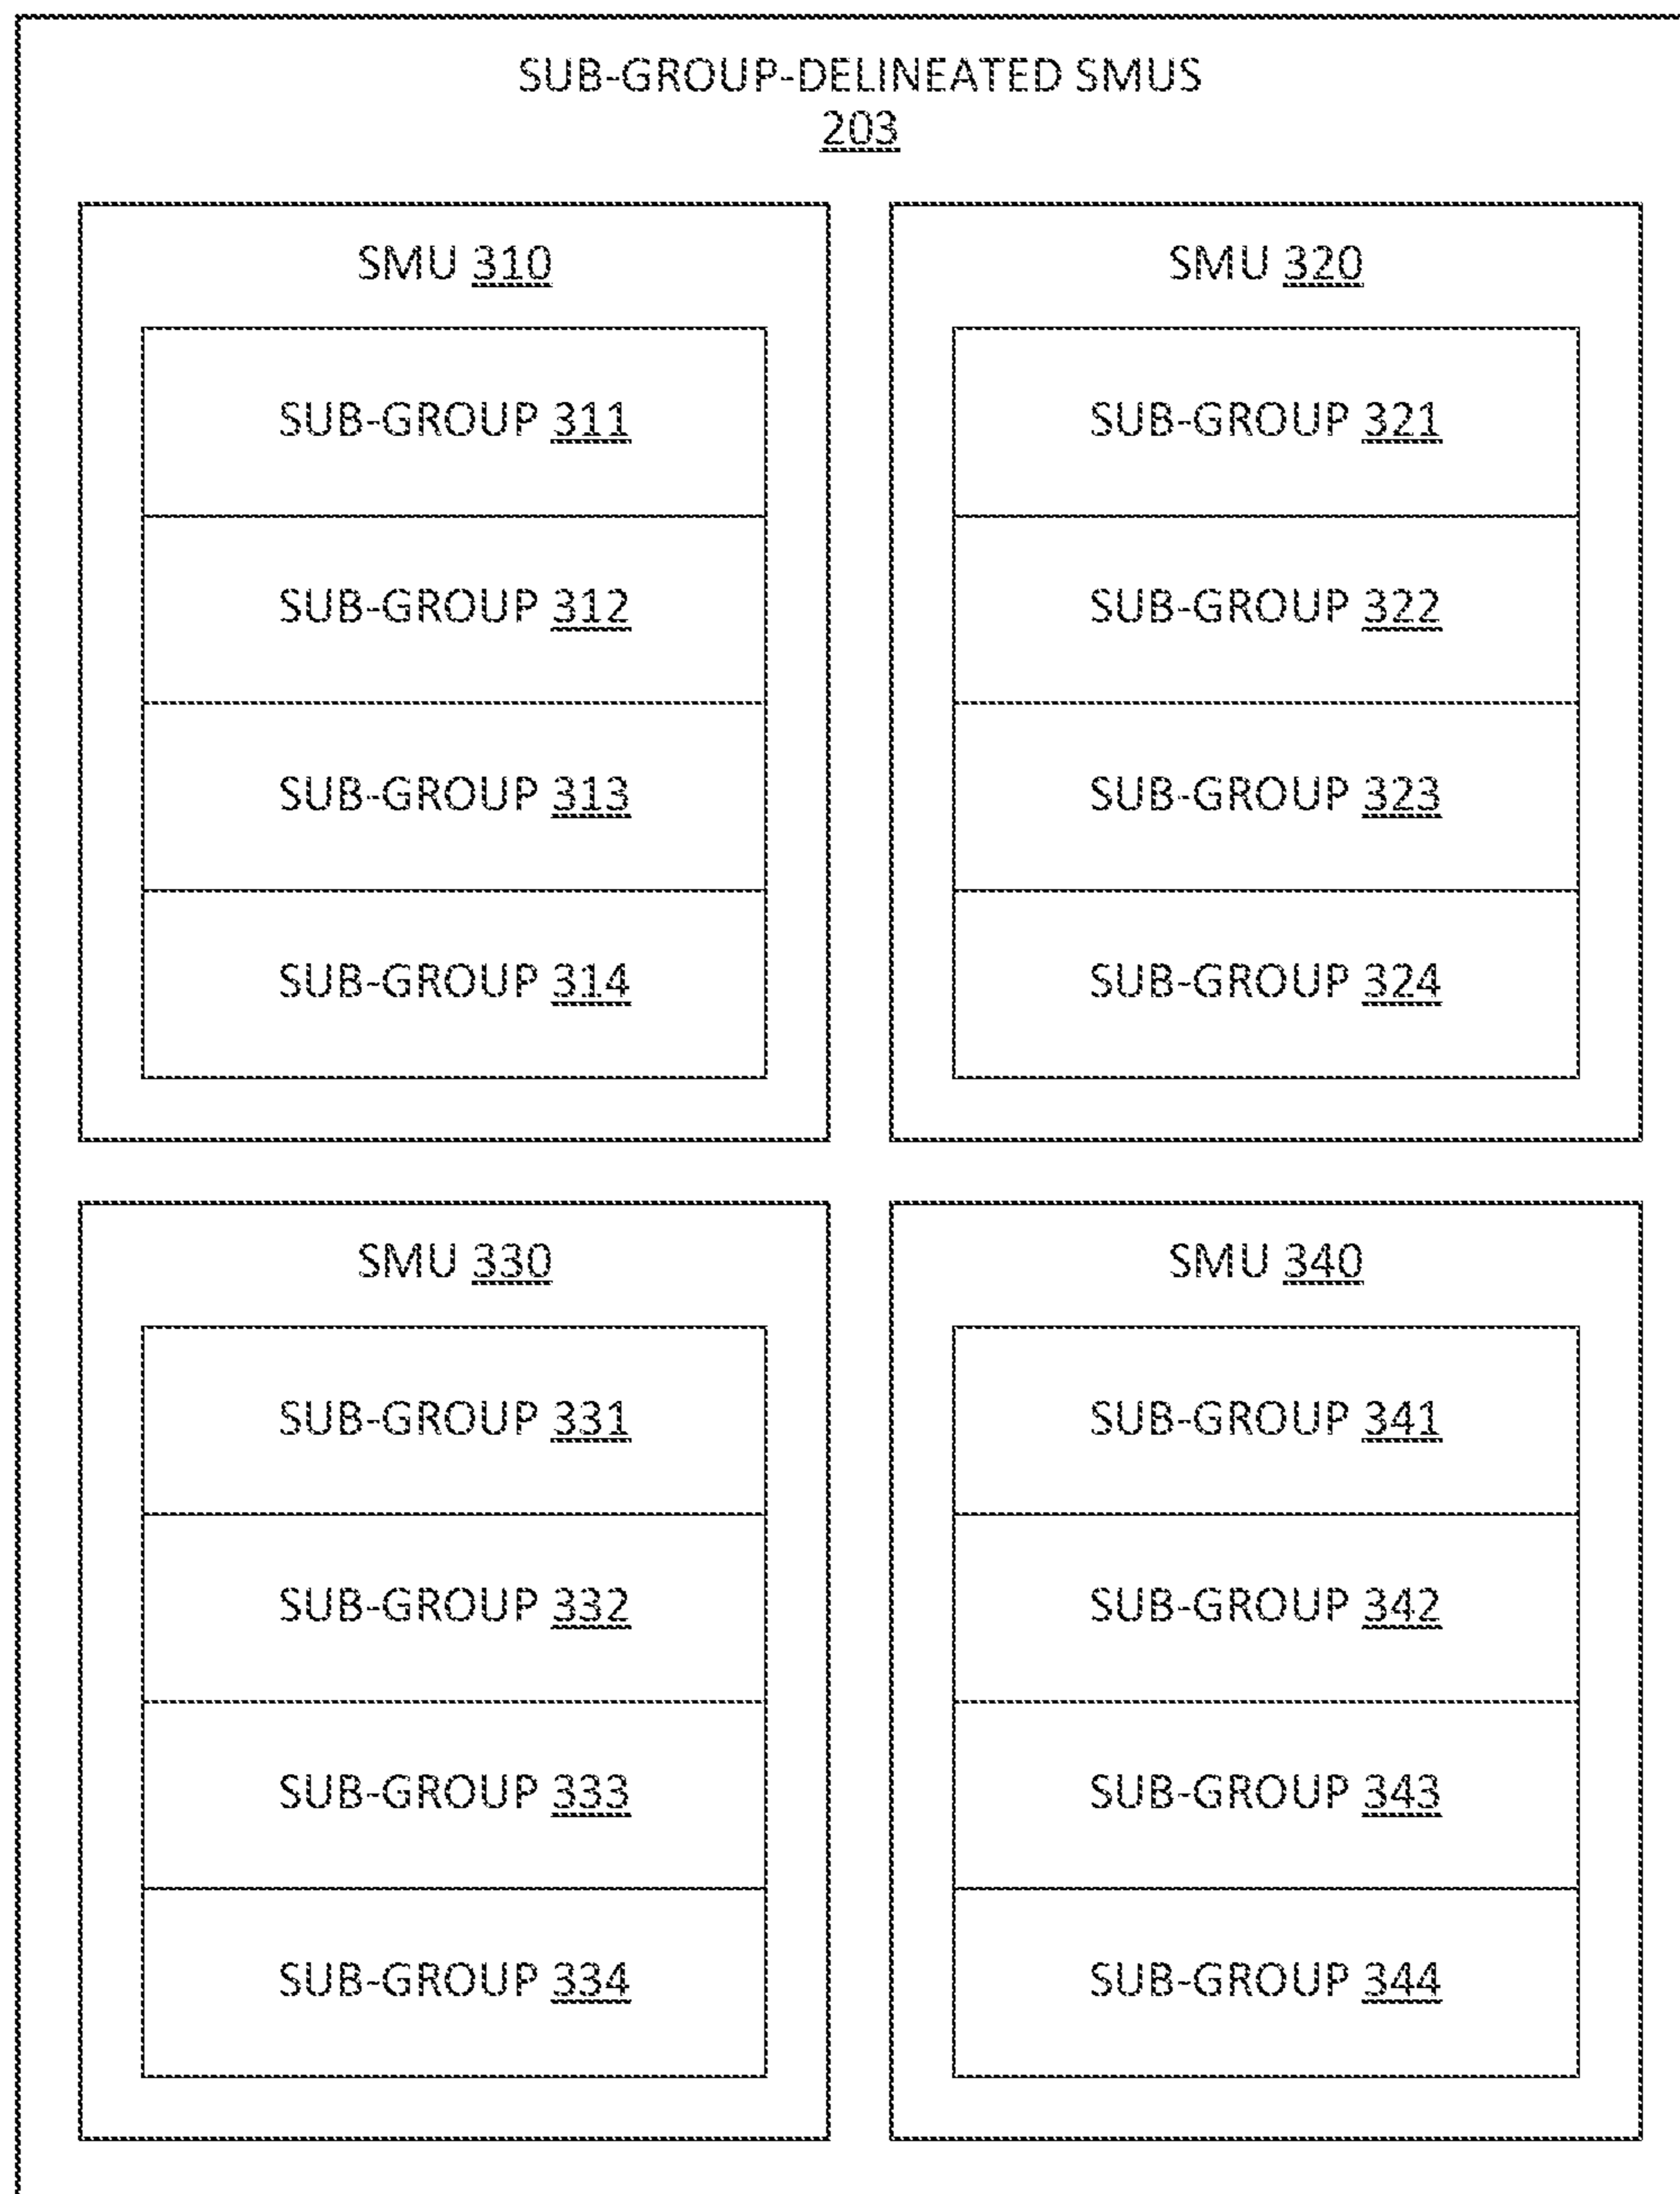 SUB-GROUP-DELINEATED SMUS
203
SMU 310
SUB-GROUP 311
SUB-GROUP 312
SUB-GROUP 313
SUB-GROUP 314
SMU 320
SUB-GROUP 321
SUB-GROUP 322
SUB-GROUP 323
SUB-GROUP 324
SMU 330
SUB-GROUP 331
SUB-GROUP 332
SUB-GROUP 333
SUB-GROUP 334
SMU 340
SUB-GROUP 341
SUB-GROUP 342
SUB-GROUP 343
SUB-GROUP 344